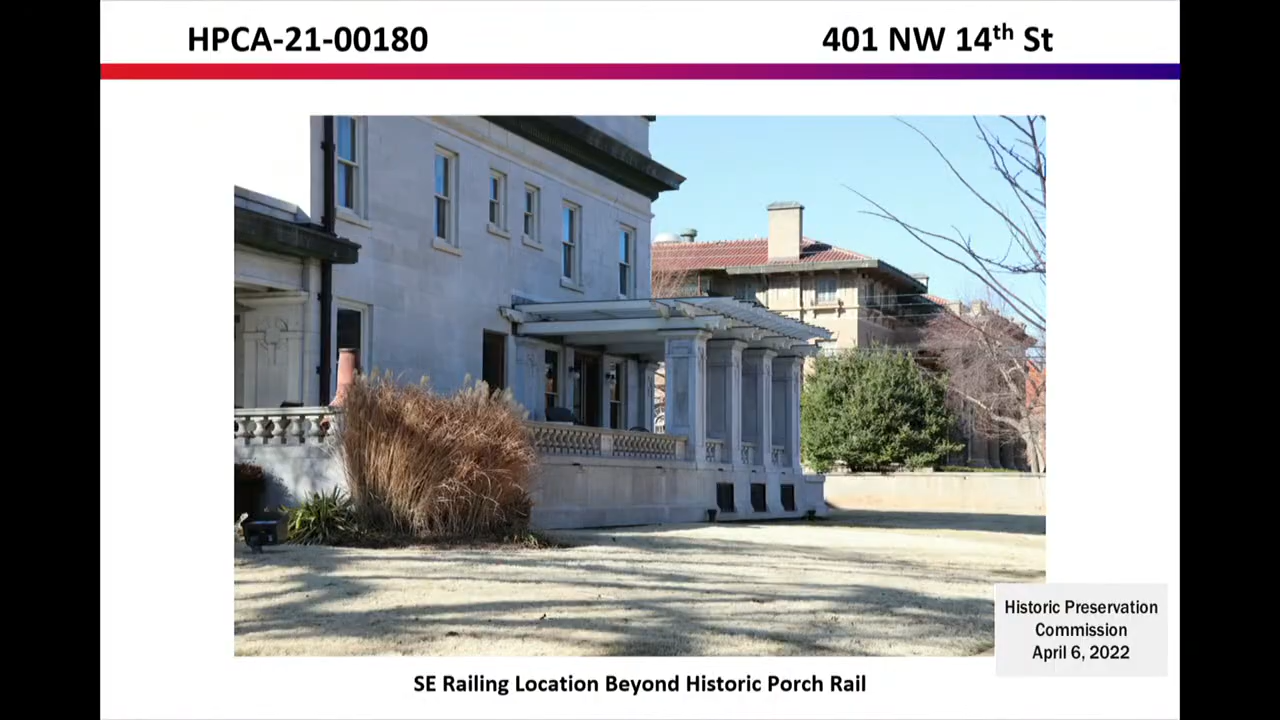 HPCA-21-00180
401 NW 14th St
Historic Preservation
Commission
April 6, 2022
SE Railing Location Beyond Historic Porch Rail